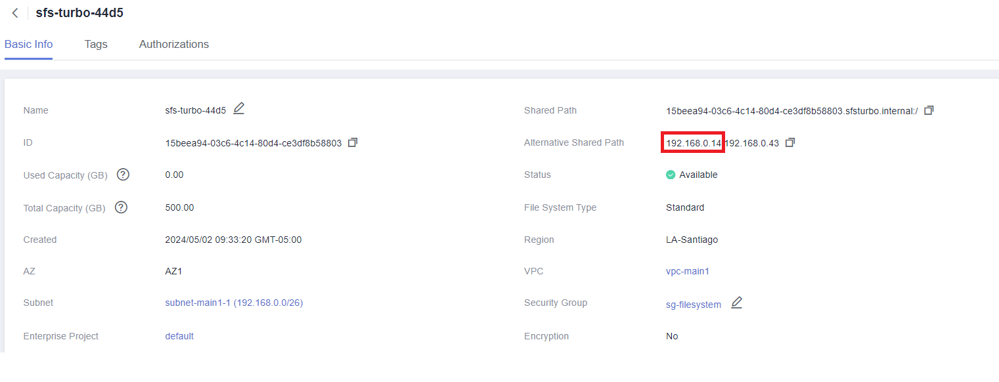 sfs-turbo-44d5
Basic Info Tags Authorizations
Name sfs-turbo-44d5 Shared Path 15beea94-03c6-4c14-80d4-ce3df8b58803.sfsturbo.internal:/
ID 15beea94-03c6-4c14-80d4-ce3df8b58803 Alternative Shared Path 192.168.0.14 192.168.0.43
Used Capacity (GB) ? 0.00 Status Available
Total Capacity (GB) ? 500.00 File System Type Standard
Created 2024/05/02 09:33:20 GMT-05:00 Region LA-Santiago
AZ AZ1 VPC vpc-main1
Subnet subnet-main1-1 (192.168.0.0/26) Security Group sg-filesystem
Enterprise Project default Encryption No